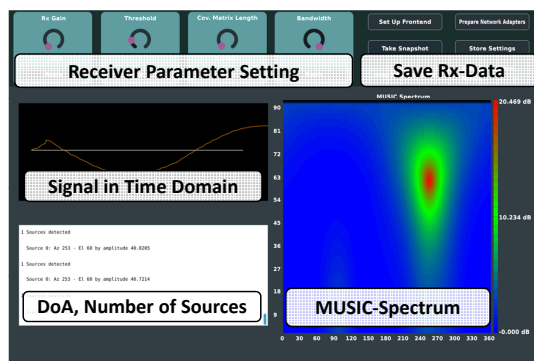 Rx Gain Threshold Cov. Matrix Length Bandwidth
Set Up Frontend Prepare Network Adapters
Take Snapshot Store Settings
Receiver Parameter Setting
Save Rx-Data
MUSIC Spectrum
Signal in Time Domain
1 Sources detected
Source 0: Az 253 - El 60 by amplitude 40.8205
1 Sources detected
Source 0: Az 253 - El 60 by amplitude 40.7214
DoA, Number of Sources
90
81
72
63
54
45
36
27
18
9
MUSIC-Spectrum
0 30 60 90 120 150 180 210 240 270 300 330 360
20.469 dB
10.234 dB
-0.000 dB